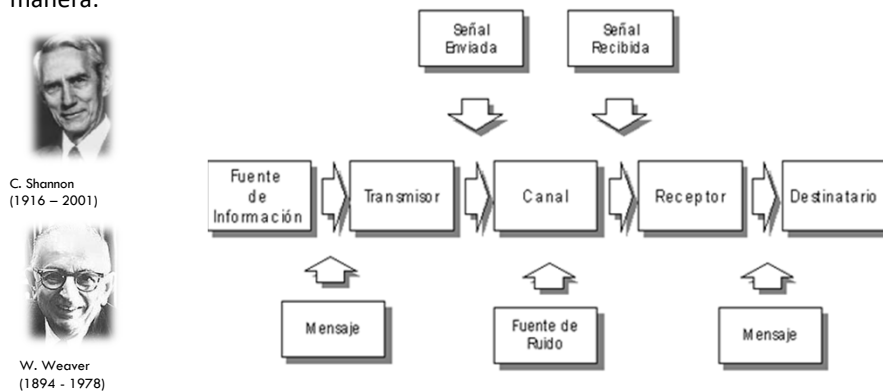 manera:
C. Shannon
(1916 – 2001)
W. Weaver
(1894 - 1978)
Señal
Enviada
Señal
Recibida
Fuente
de
Información
Transmisor
Canal
Receptor
Destinatario
Mensaje
Fuente de
Ruido
Mensaje